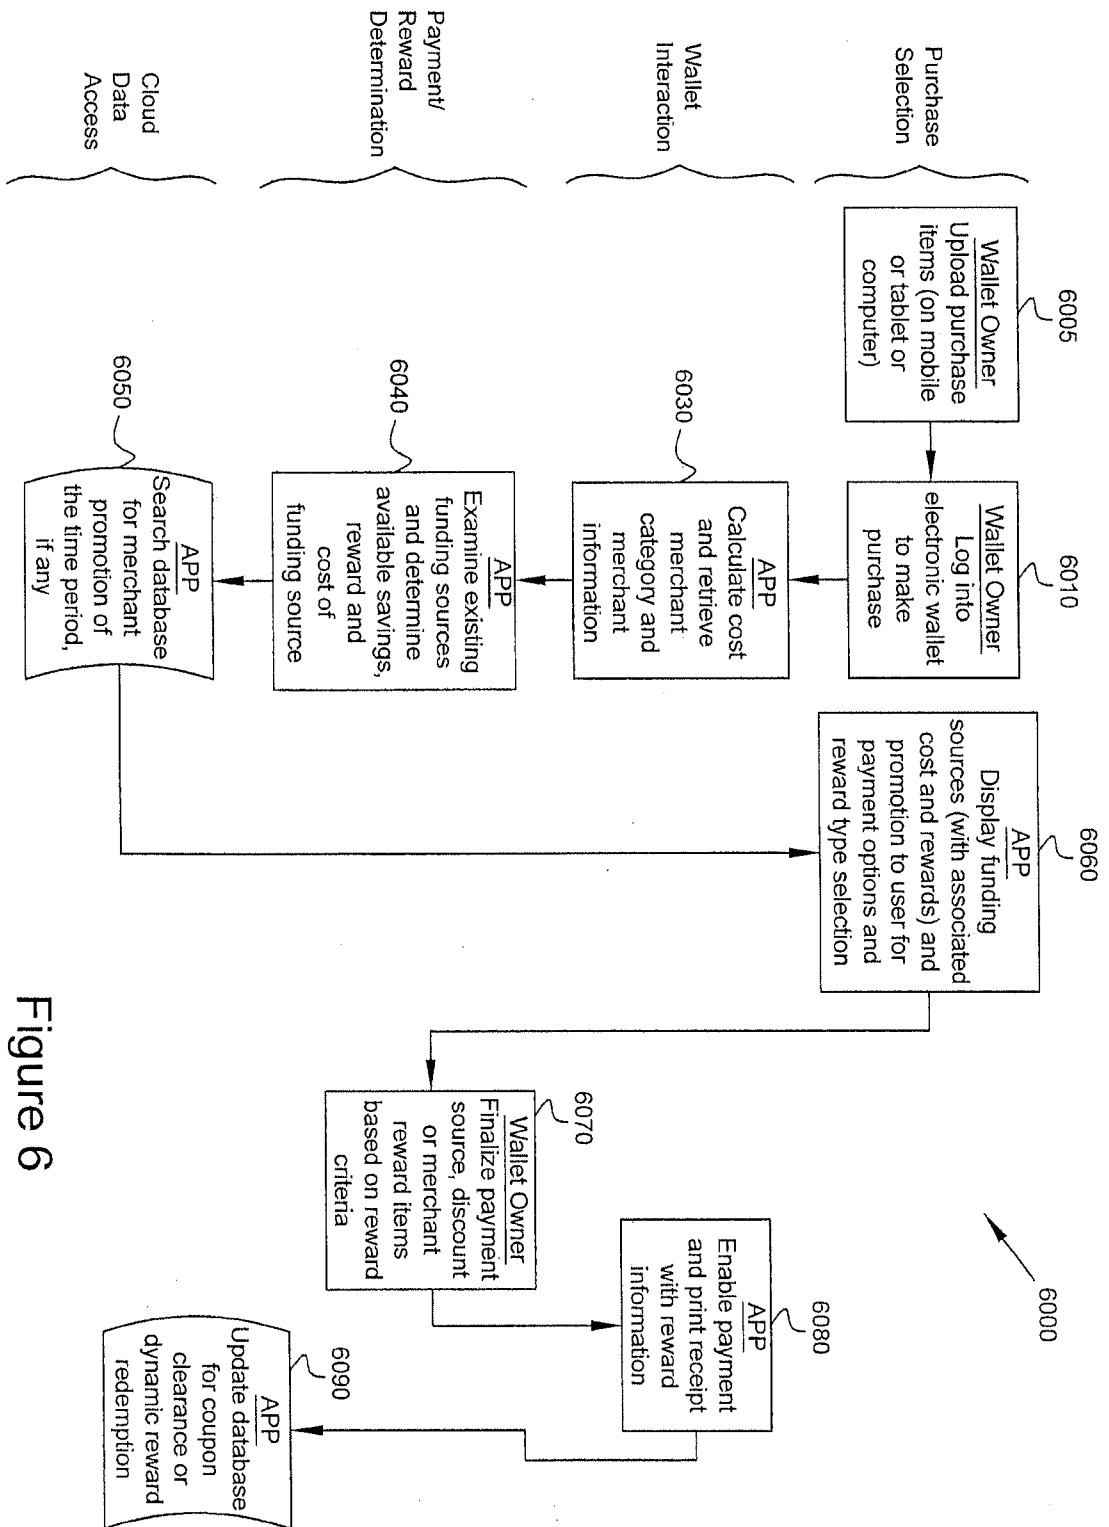 Purchase
Selection
Wallet
Interaction
Payment/
Reward
Determination
Cloud
Data
Access
6005
Wallet Owner
Upload purchase
items (on mobile
or tablet or
computer)
6010
Wallet Owner
Log into
electronic wallet
to make
purchase
6030
APP
Calculate cost
and retrieve
merchant
category and
merchant
information
6040
APP
Examine existing
funding sources
and determine
available savings,
reward and
cost of
funding source
6050
APP
Search database
for merchant
promotion of
the time period,
if any
6060
APP
Display funding
sources (with associated
cost and rewards) and
promotion to user for
payment options and
reward type selection
6070
Wallet Owner
Finalize payment
source, discount
or merchant
reward items
based on reward
criteria
6080
APP
Enable payment
and print receipt
with reward
information
6090
APP
Update database
for coupon
clearance or
dynamic reward
redemption
6000
Figure 6